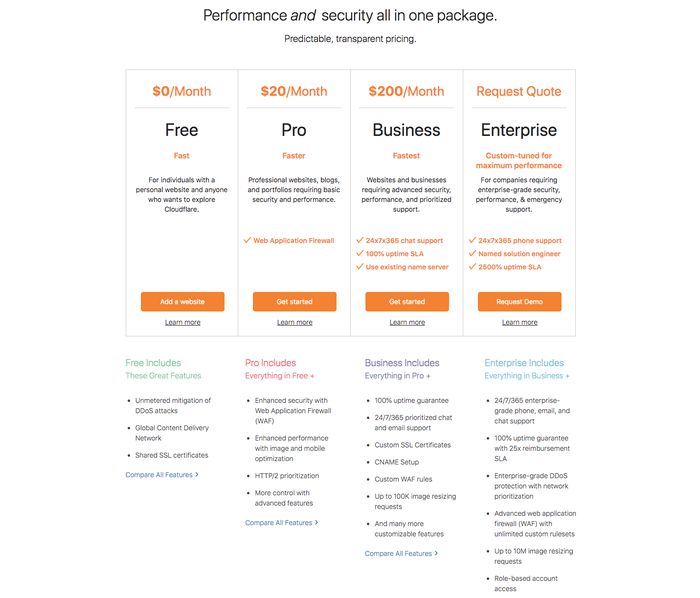 Performance and security all in one package.
Predictable, transparent pricing.
$0/Month
Free
Fast
For individuals with a
personal website and anyone
who wants to explore
Cloudflare.
Add a website
Learn more
$20/Month
Pro
Faster
Professional websites, blogs,
and portfolios requiring basic
security and performance.
Web Application Firewall
Get started
Learn more
$200/Month
Business
Fastest
Websites and businesses
requiring advanced security,
performance, and prioritized
support.
24x7x365 chat support
100% uptime SLA
Use existing name server
Get started
Learn more
Request Quote
Enterprise
Custom-tuned for
maximum performance
For companies requiring
enterprise-grade security,
performance, & emergency
support.
24x7x365 phone support
Named solution engineer
2500% uptime SLA
Request Demo
Learn more
Free Includes
These Great Features
Unmetered mitigation of
DDoS attacks
Global Content Delivery
Network
Shared SSL certificates
Compare All Features
Pro Includes
Everything in Free +
Enhanced security with
Web Application Firewall
(WAF)
Enhanced performance
with image and mobile
optimization
HTTP/2 prioritization
More control with
advanced features
Compare All Features
Business Includes
Everything in Pro +
100% uptime guarantee
24/7/365 prioritized chat
and email support
Custom SSL Certificates
CNAME Setup
Custom WAF rules
Up to 100K image resizing
requests
And many more
customizable features
Compare All Features
Enterprise Includes
Everything in Business +
24/7/365 enterprise-
grade phone, email, and
chat support
100% uptime guarantee
with 25x reimbursement
SLA
Enterprise-grade DDoS
protection with network
prioritization
Advanced web application
firewall (WAF) with
unlimited custom rulesets
Up to 10M image resizing
requests
Role-based account
access